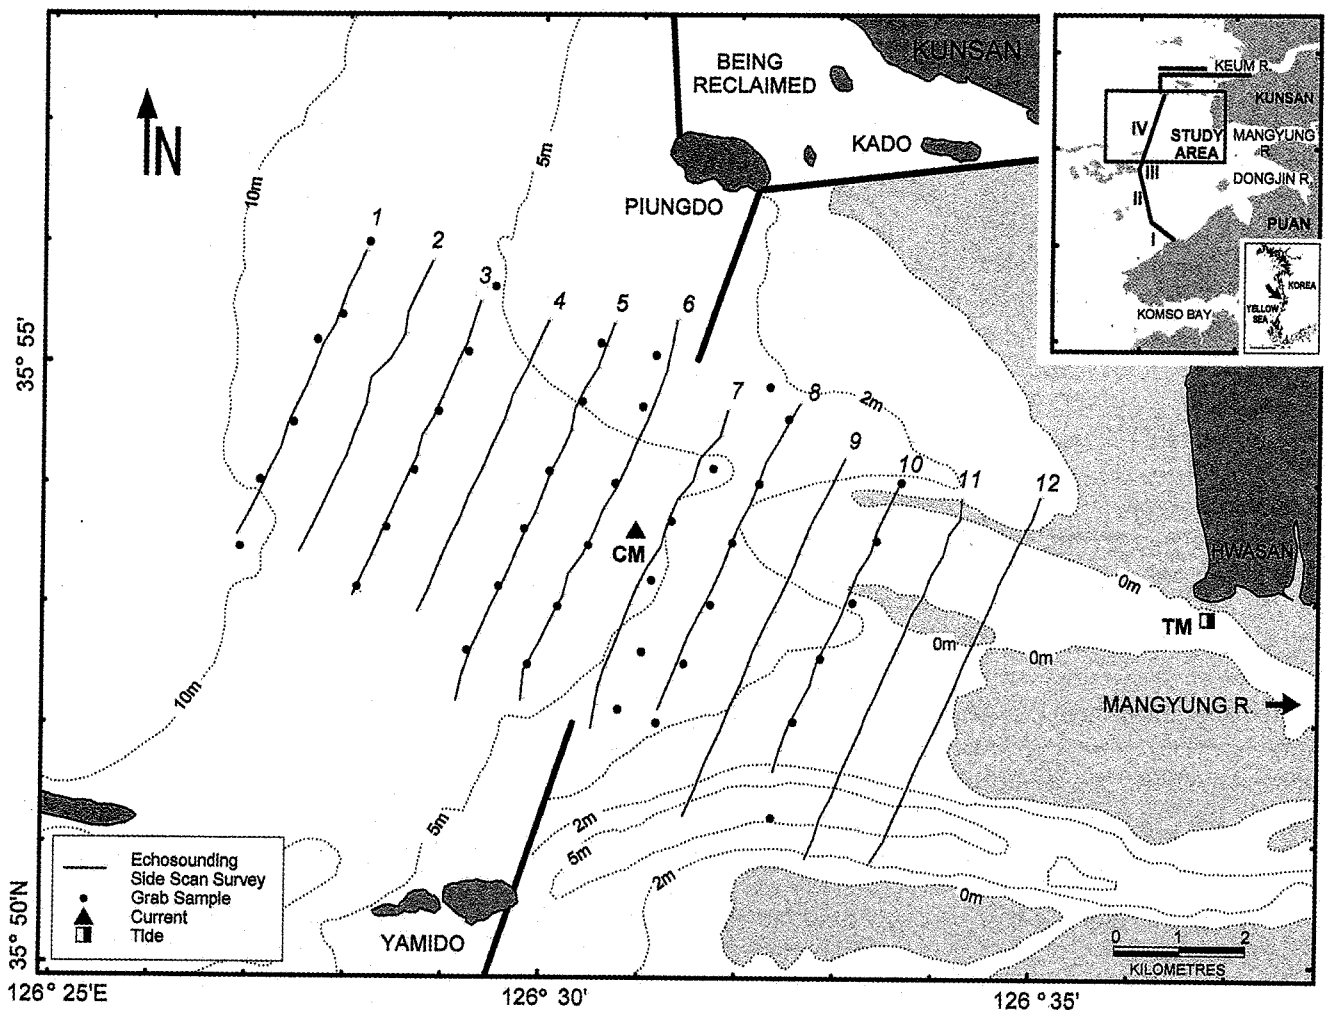 KUNSAN
BEING
RECLAIMED
KADO
PIUNGDO
N
10m
5m
1
2
3
4
5
6
7
8
9
10
11
12
2m
35° 55'
CM
HWASAN
0m
TM
0m
0m
MANGYUNG R.
10m
5m
2m
5m
2m
0m
YAMIDO
Echosounding
Side Scan Survey
Grab Sample
Current
Tide
35° 50'N
0 1 2
KILOMETRES
126° 25'E
126° 30'
126° 35'
KEUM R.
KUNSAN
IV
STUDY
AREA
MANGYUNG
R.
III
DONGJIN R.
II
PUAN
I
KOREA
YELLOW
SEA
KOMSO BAY